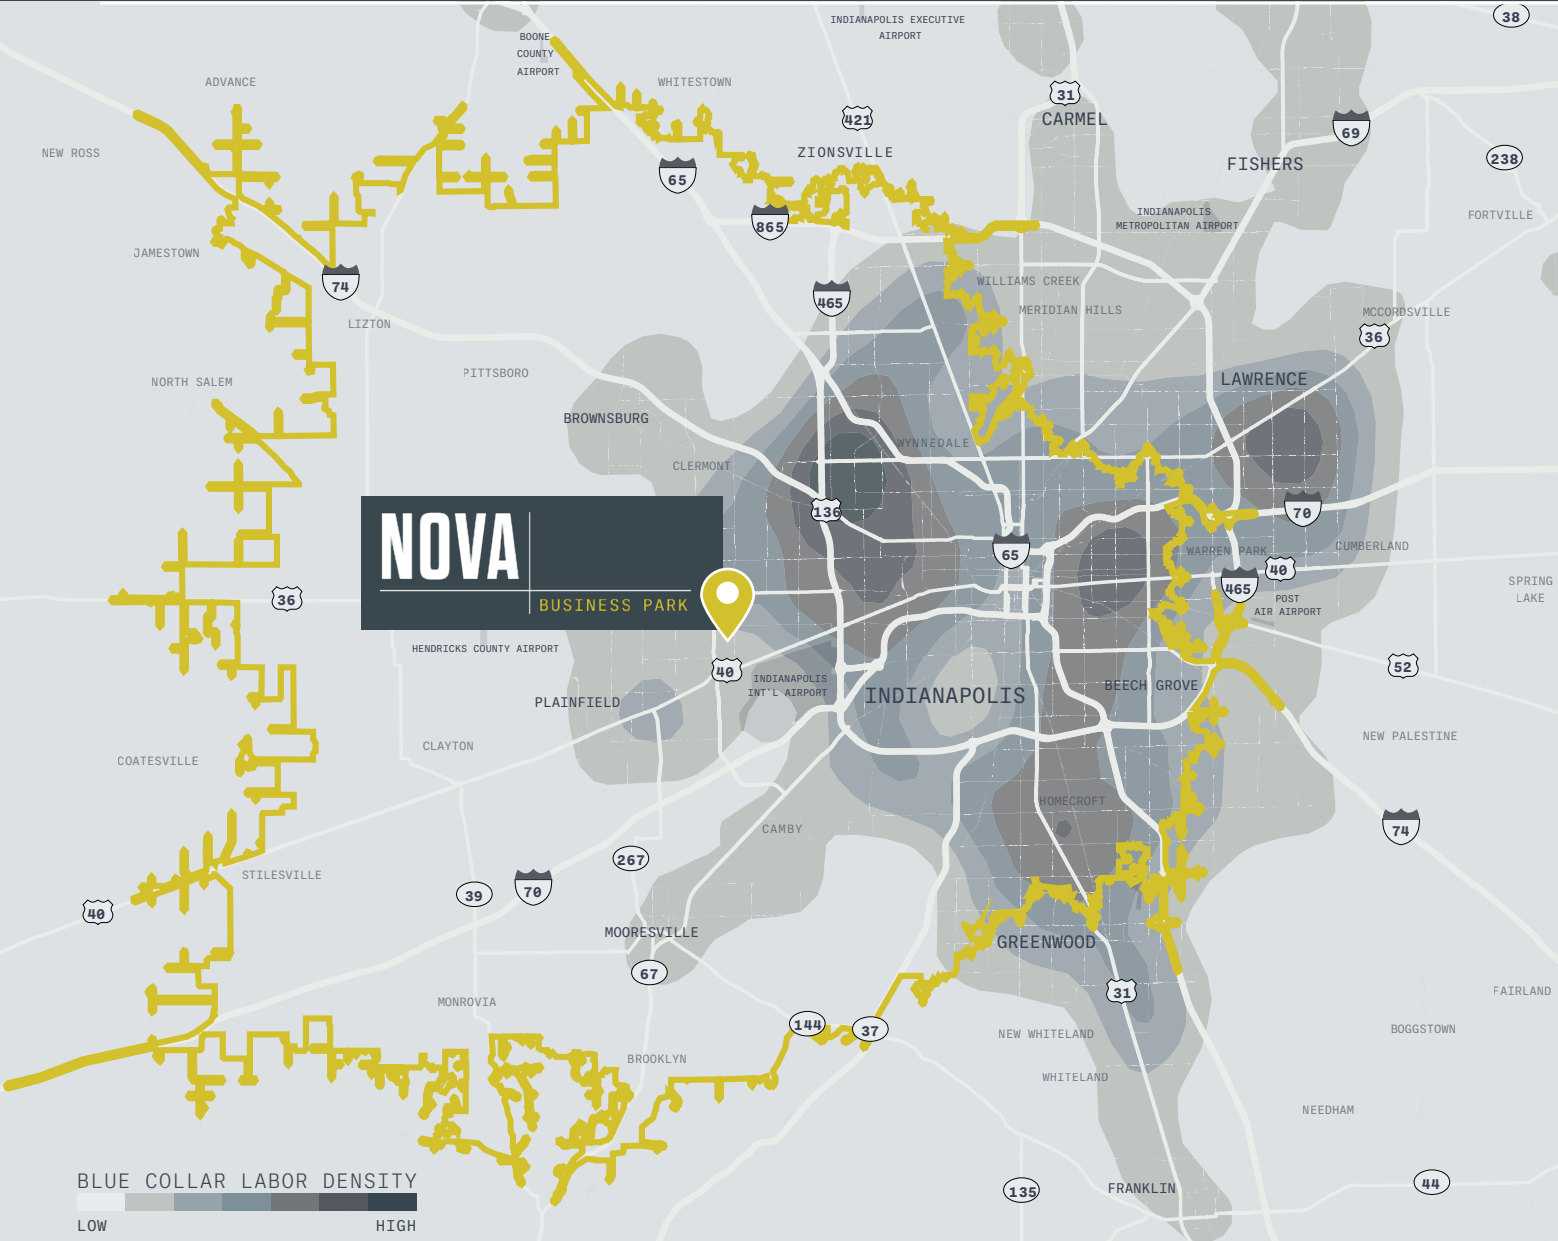 38
INDIANAPOLIS EXECUTIVE
AIRPORT
BOONE
COUNTY
AIRPORT
ADVANCE
WHITESTOWN
31
421
CARMEL
69
NEW ROSS
ZIONSVILLE
238
FISHERS
65
INDIANAPOLIS
METROPOLITAN AIRPORT
FORTVILLE
865
JAMESTOWN
WILLIAMS CREEK
74
465
MERIDIAN HILLS
MCCORDSVILLE
LIZTON
36
PITTSBORO
NORTH SALEM
LAWRENCE
BROWNSBURG
WYNNEDALE
CLERMONT
136
70
NOVA
BUSINESS PARK
65
WARREN PARK
CUMBERLAND
40
465
SPRING
LAKE
36
POST
AIR AIRPORT
HENDRICKS COUNTY AIRPORT
40
52
INDIANAPOLIS
INT'L AIRPORT
INDIANAPOLIS
BEECH GROVE
PLAINFIELD
NEW PALESTINE
CLAYTON
COATESVILLE
HOMECROFT
CAMBY
74
267
STILESVILLE
39
70
40
MOORESVILLE
GREENWOOD
67
31
FAIRLAND
MONROVIA
144
37
NEW WHITELAND
BOGGSTOWN
BROOKLYN
WHITELAND
NEEDHAM
BLUE COLLAR LABOR DENSITY
LOW
HIGH
135
FRANKLIN
44